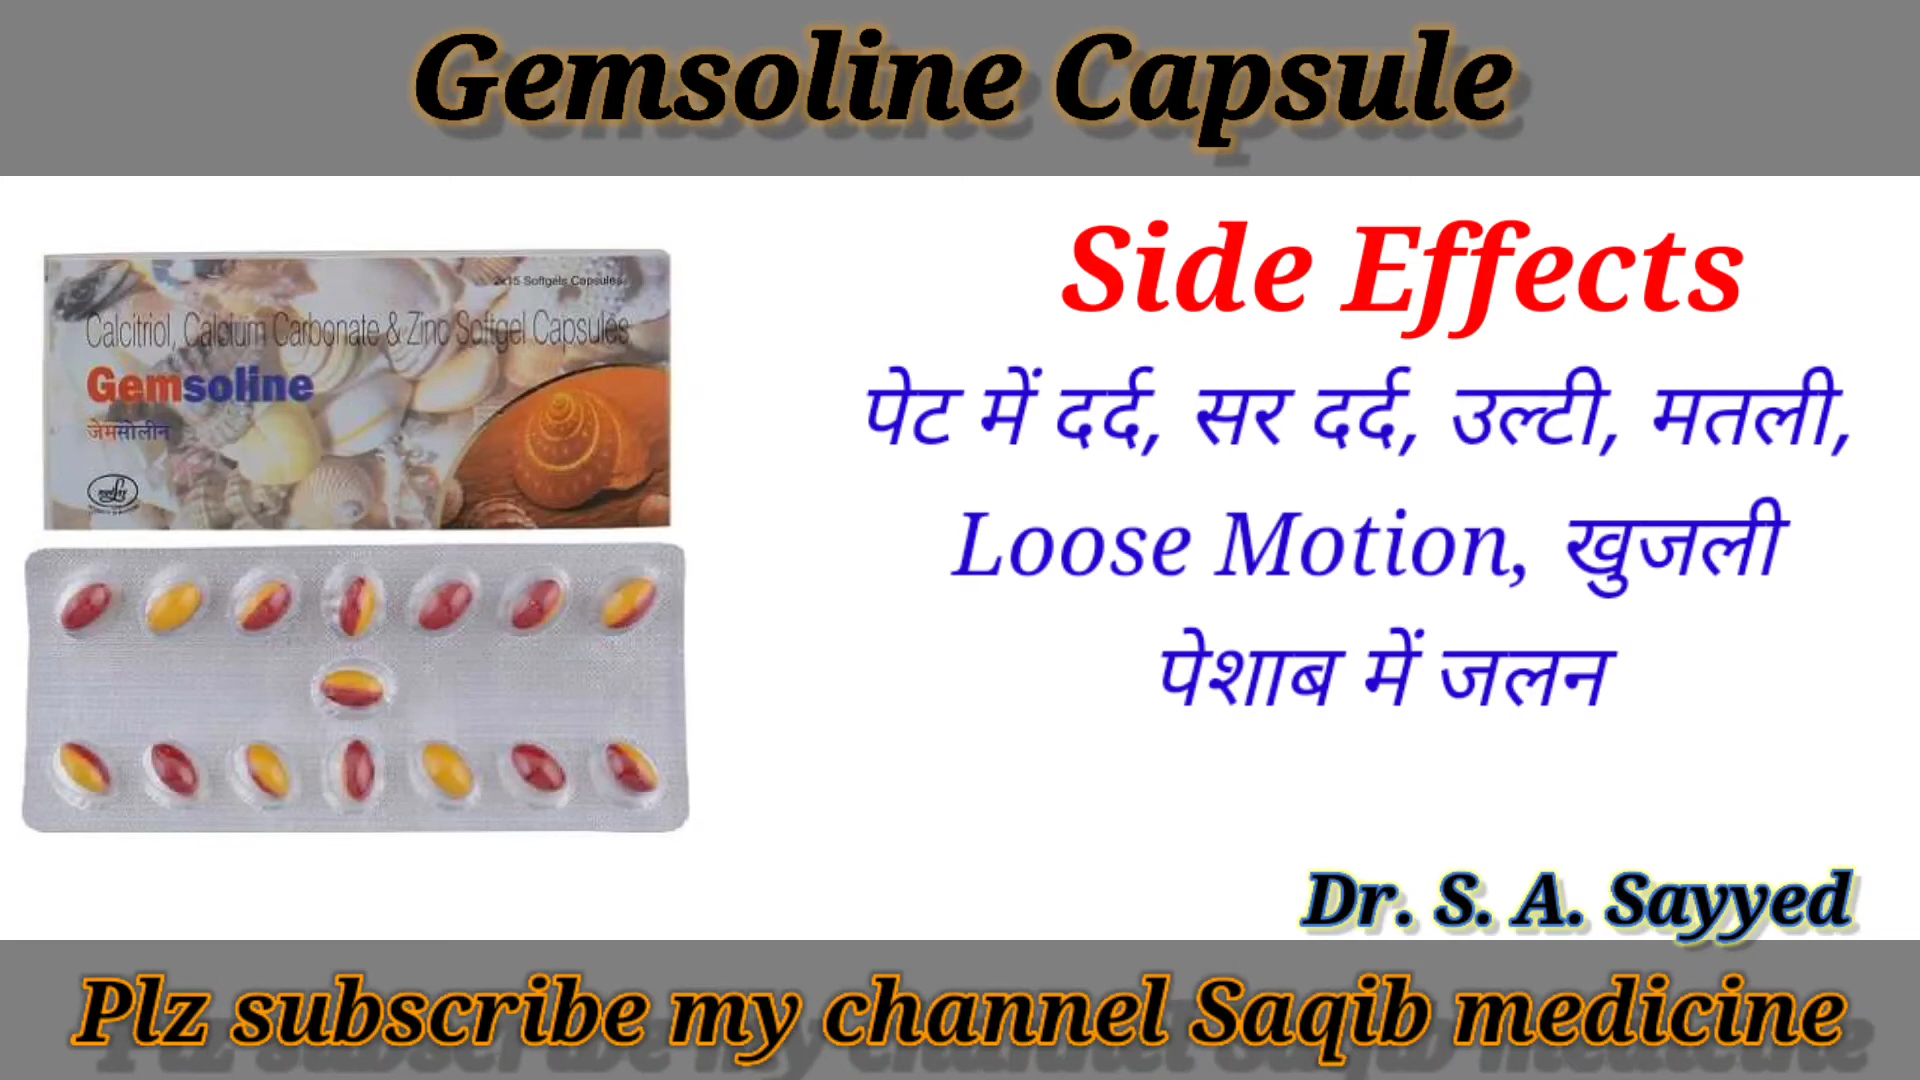 Gemsoline Capsule
2x15 Softgels Capsules
Calcitriol, Calcium Carbonate & Zinc Softgel Capsules
Gemsoline
जेमसोलीन
Side Effects
पेट में दर्द, सर दर्द, उल्टी, मतली,
Loose Motion, खुजली
पेशाब में जलन
Dr. S. A. Sayyed
Plz subscribe my channel Saqib medicine